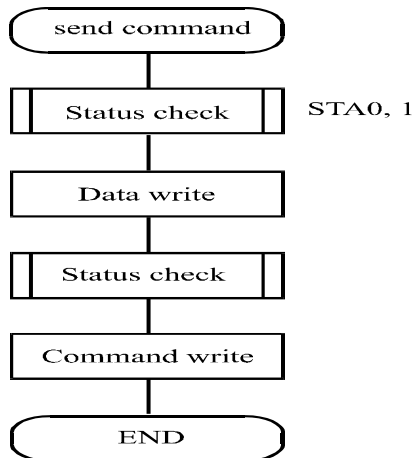 send command
Status check
STA0, 1
Data write
Status check
Command write
END